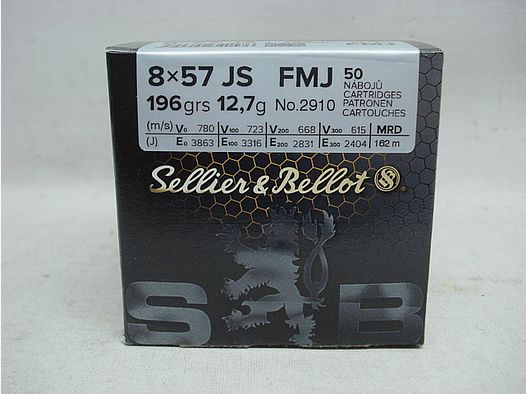 FMJ
8×57 JS FMJ 50
NÁBOJŮ
196 grs 12,7g No.2910 CARTRIDGES
PATRONEN
CARTOUCHES
(m/s) V0 780 V100 723 V200 668 V300 615 MRD
(J) E0 3863 E100 3316 E200 2831 E300 2404 162 m
Sellier & Bellot
S B